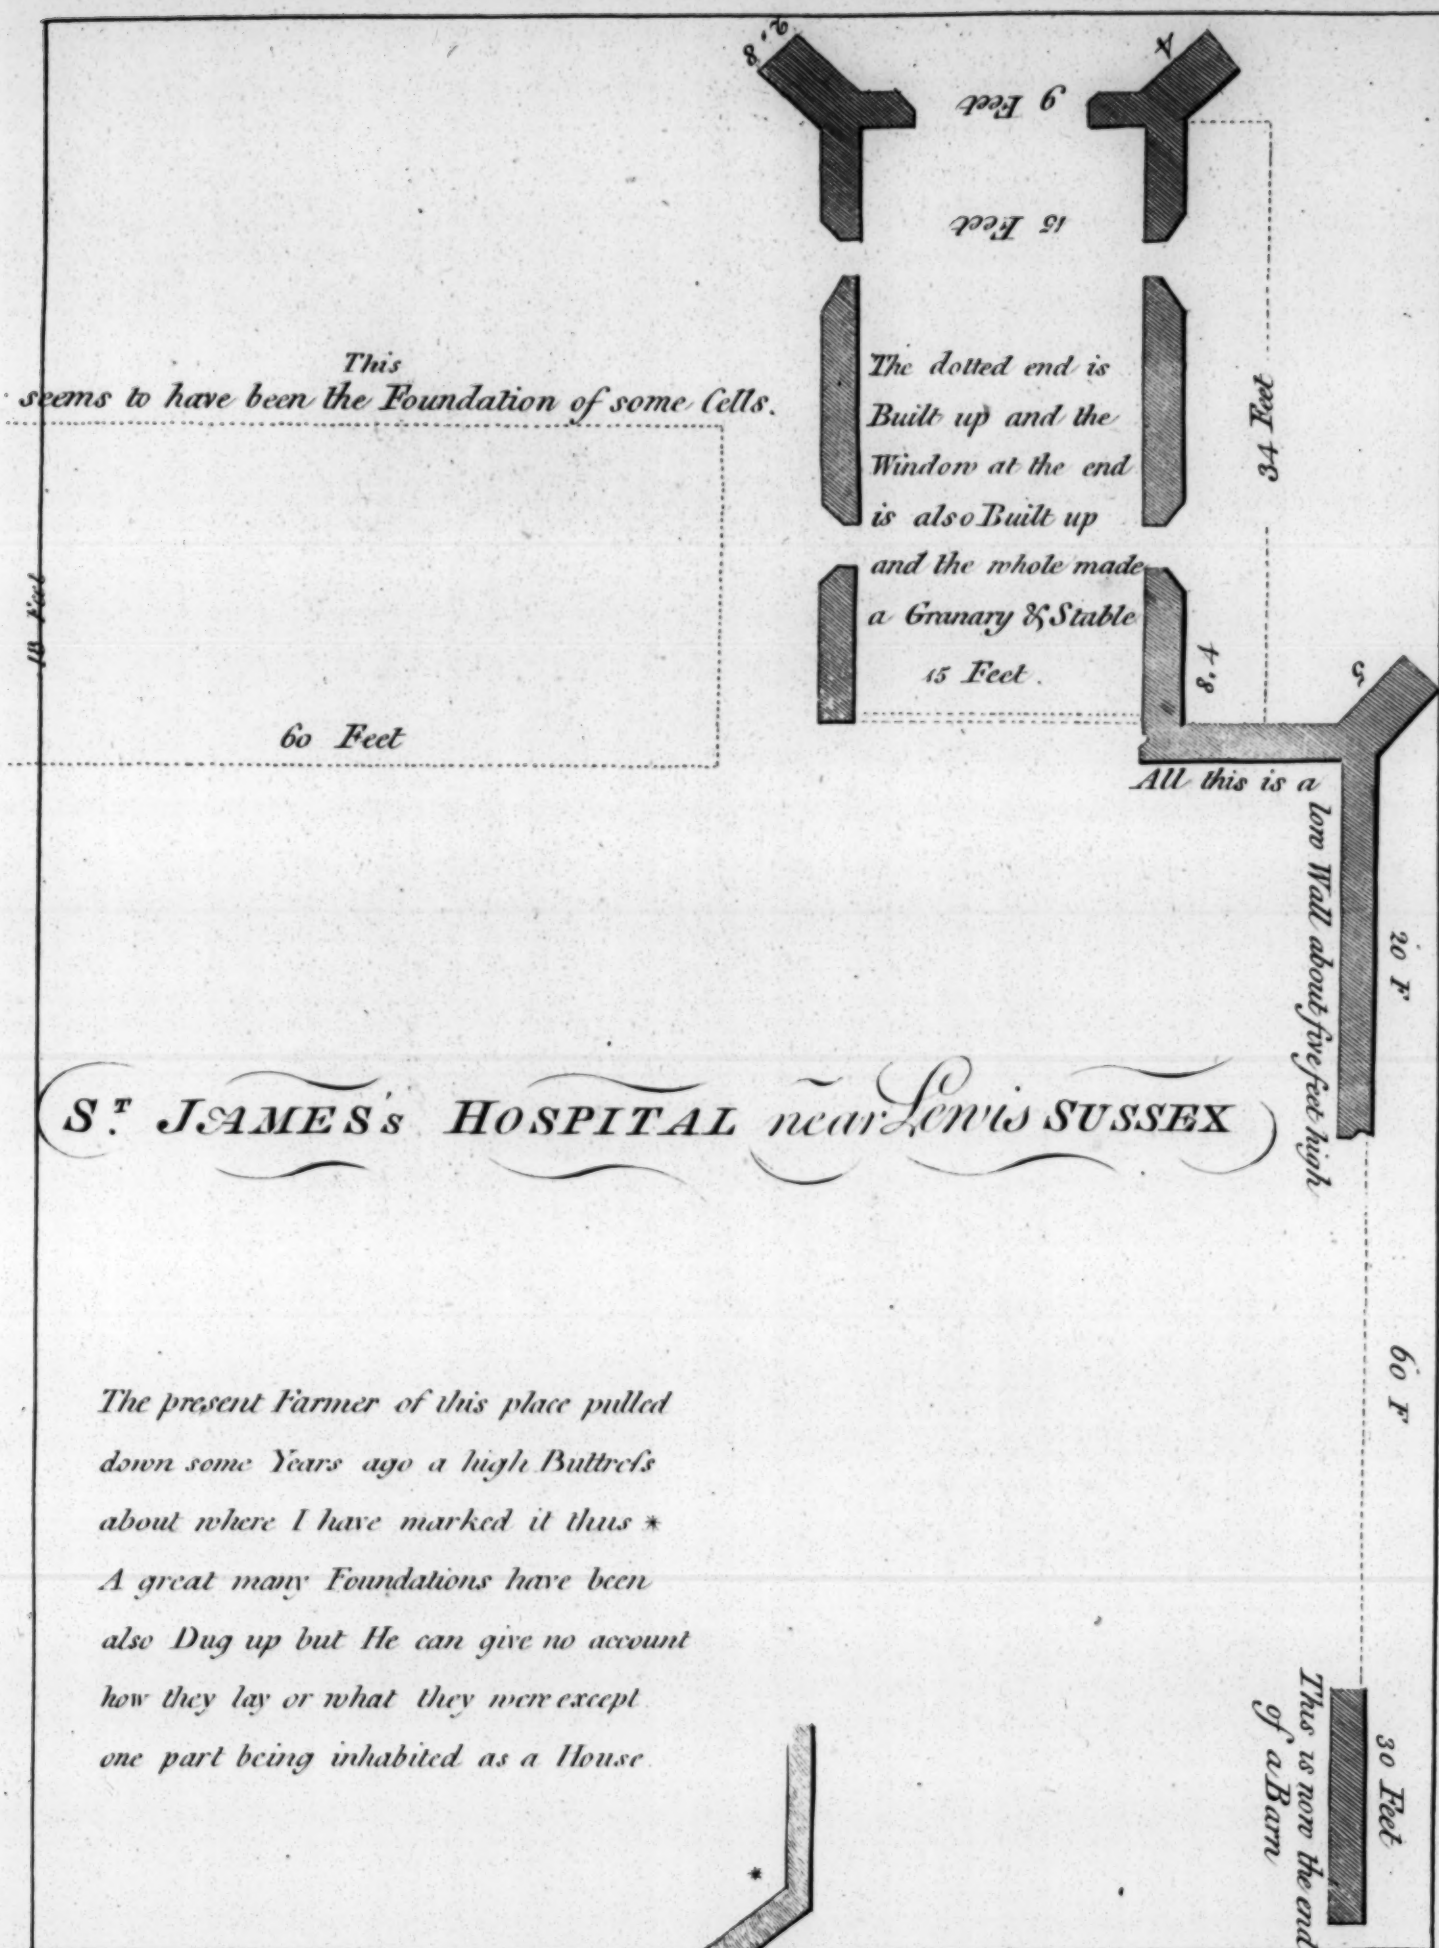 2.8
4
9 Feet
15 Feet
This
seems to have been the Foundation of some Cells.
The dotted end is
Built up and the
Window at the end
is also Built up
and the whole made
a Granary & Stable
15 Feet.
34 Feet
18 Feet
60 Feet
4.8
5
All this is a
low Wall about five feet high
20 F
St. JAMES's HOSPITAL near Lewis SUSSEX
60 F
The present Farmer of this place pulled
down some Years ago a high Buttreſs
about where I have marked it thus *
A great many Foundations have been
also Dug up but He can give no account
how they lay or what they were except
one part being inhabited as a House
*
This is now the end
of a Barn
30 Feet